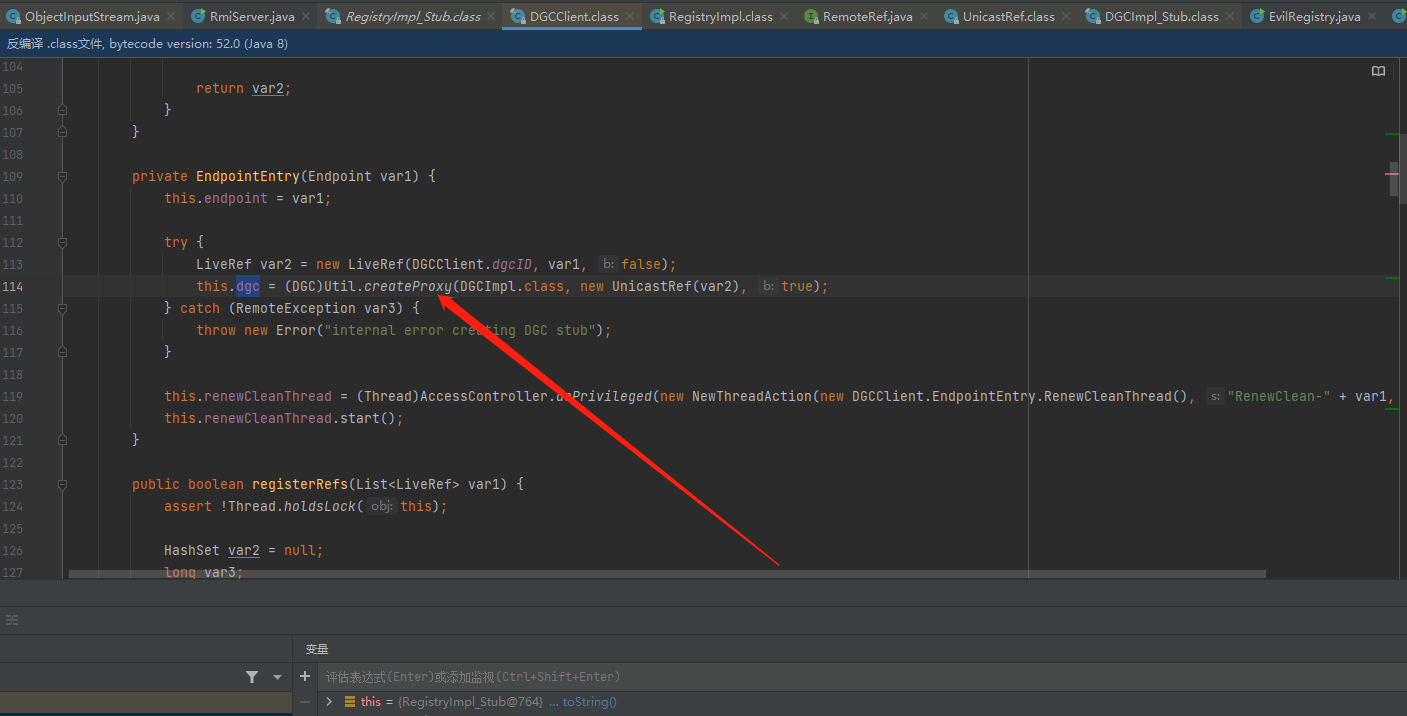 ObjectInputStream.java × RmiServer.java × RegistryImpl_Stub.class × DGCClient.class × RegistryImpl.class × RemoteRef.java × UnicastRef.class × DGCImpl_Stub.class × EvilRegistry.java ×
反编译 .class文件, bytecode version: 52.0 (Java 8)
104
105 return var2;
106 }
107 }
108
109 private EndpointEntry(Endpoint var1) {
110 this.endpoint = var1;
111
112 try {
113 LiveRef var2 = new LiveRef(DGCClient.dgcID, var1, b: false);
114 this.dgc = (DGC)Util.createProxy(DGCImpl.class, new UnicastRef(var2), b: true);
115 } catch (RemoteException var3) {
116 throw new Error("internal error creating DGC stub");
117 }
118
119 this.renewCleanThread = (Thread)AccessController.doPrivileged(new NewThreadAction(new DGCClient.EndpointEntry.RenewCleanThread(), s: "RenewClean-" + var1,
120 this.renewCleanThread.start();
121 }
122
123 public boolean registerRefs(List<LiveRef> var1) {
124 assert !Thread.holdsLock( obj: this);
125
126 HashSet var2 = null;
127 long var3;
变量
评估表达式(Enter)或添加监视(Ctrl+Shift+Enter)
this = {RegistryImpl_Stub@764} ... toString()